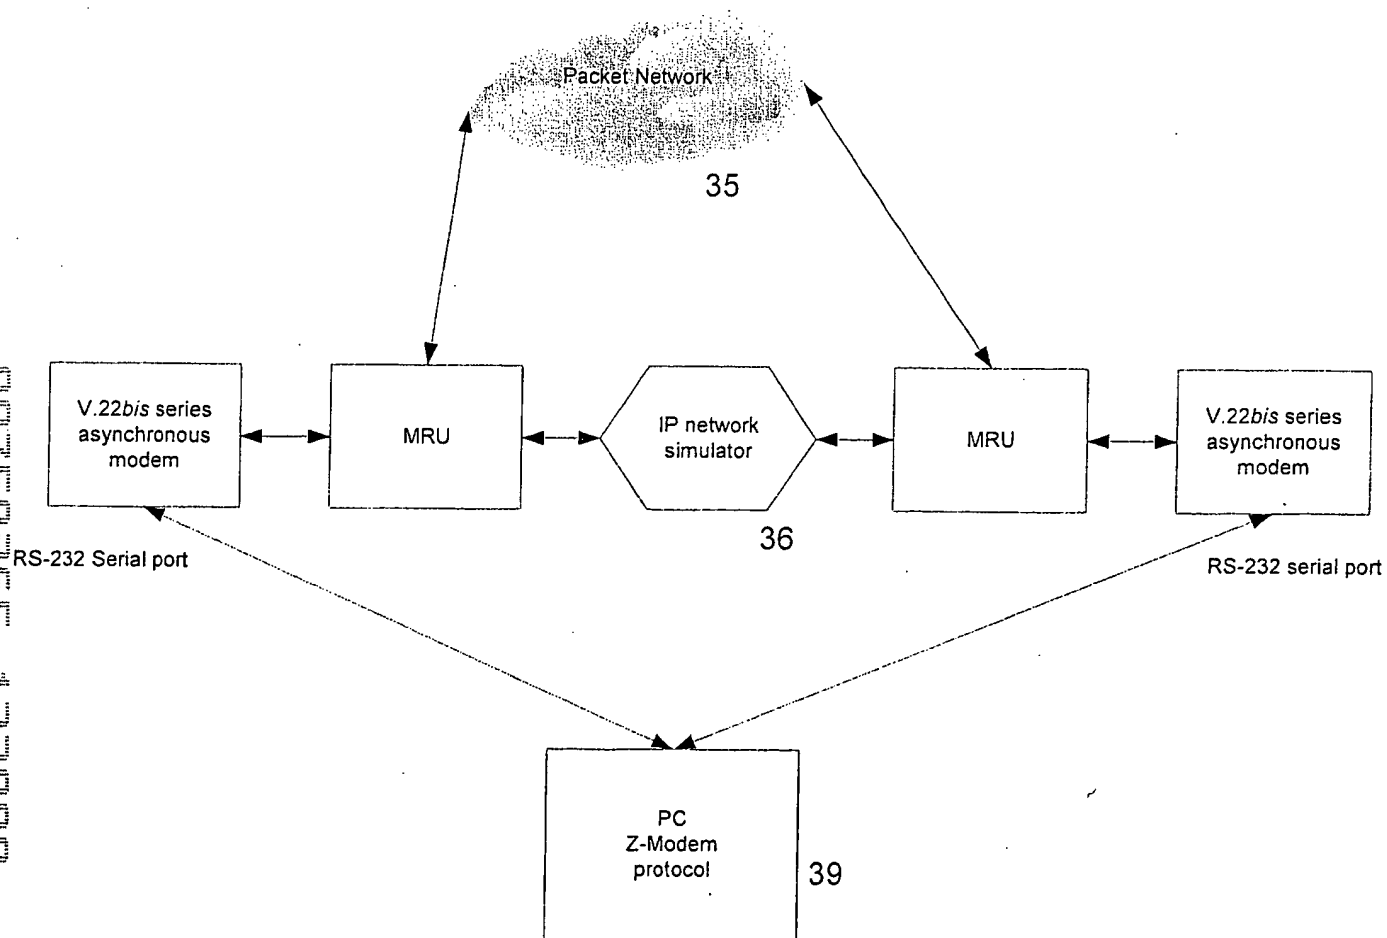 Packet Network
35
V.22bis series
asynchronous
modem
MRU
IP network
simulator
MRU
V.22bis series
asynchronous
modem
36
RS-232 Serial port
RS-232 serial port
PC
Z-Modem
protocol
39